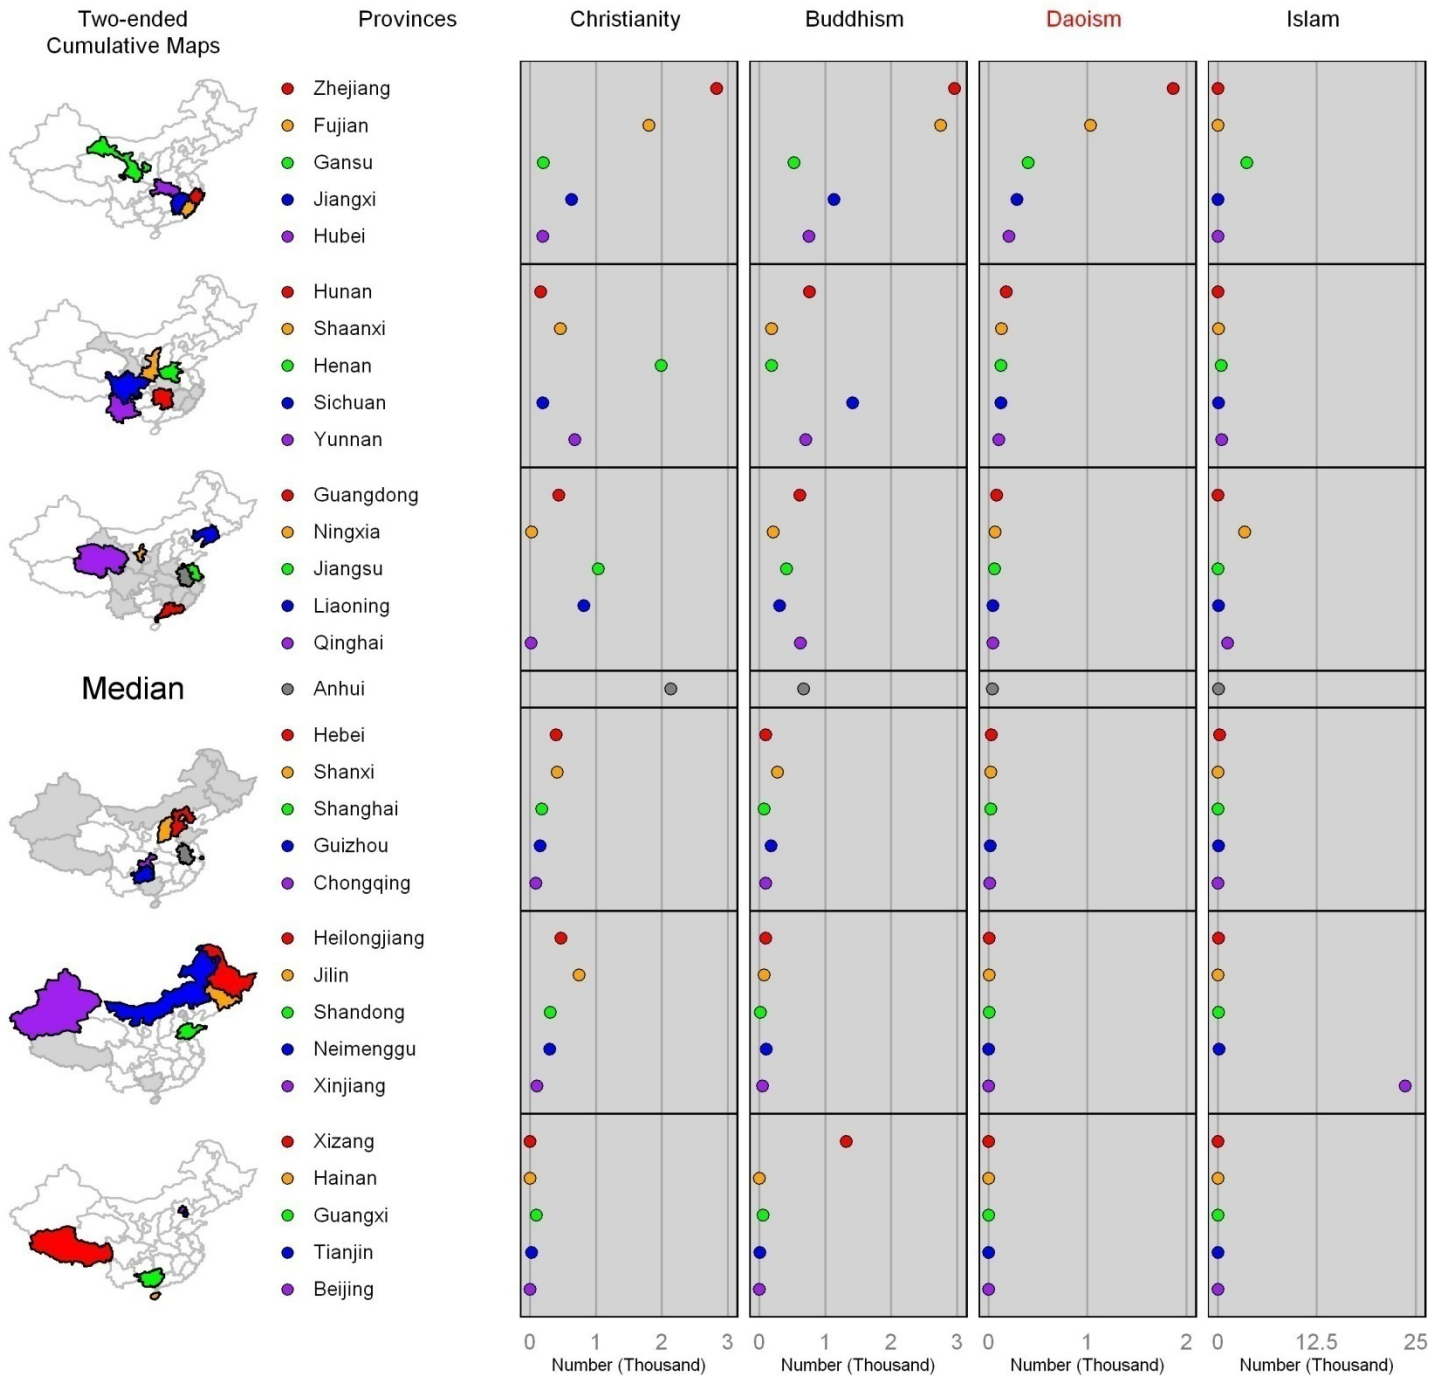 Two-ended
Cumulative Maps
Provinces
Christianity
Buddhism
Daoism
Islam
Zhejiang
Fujian
Gansu
Jiangxi
Hubei
Hunan
Shaanxi
Henan
Sichuan
Yunnan
Guangdong
Ningxia
Jiangsu
Liaoning
Qinghai
Median
Anhui
Hebei
Shanxi
Shanghai
Guizhou
Chongqing
Heilongjiang
Jilin
Shandong
Neimenggu
Xinjiang
Xizang
Hainan
Guangxi
Tianjin
Beijing
0 1 2 3
Number (Thousand)
0 1 2 3
Number (Thousand)
0 1 2
Number (Thousand)
0 12.5 25
Number (Thousand)